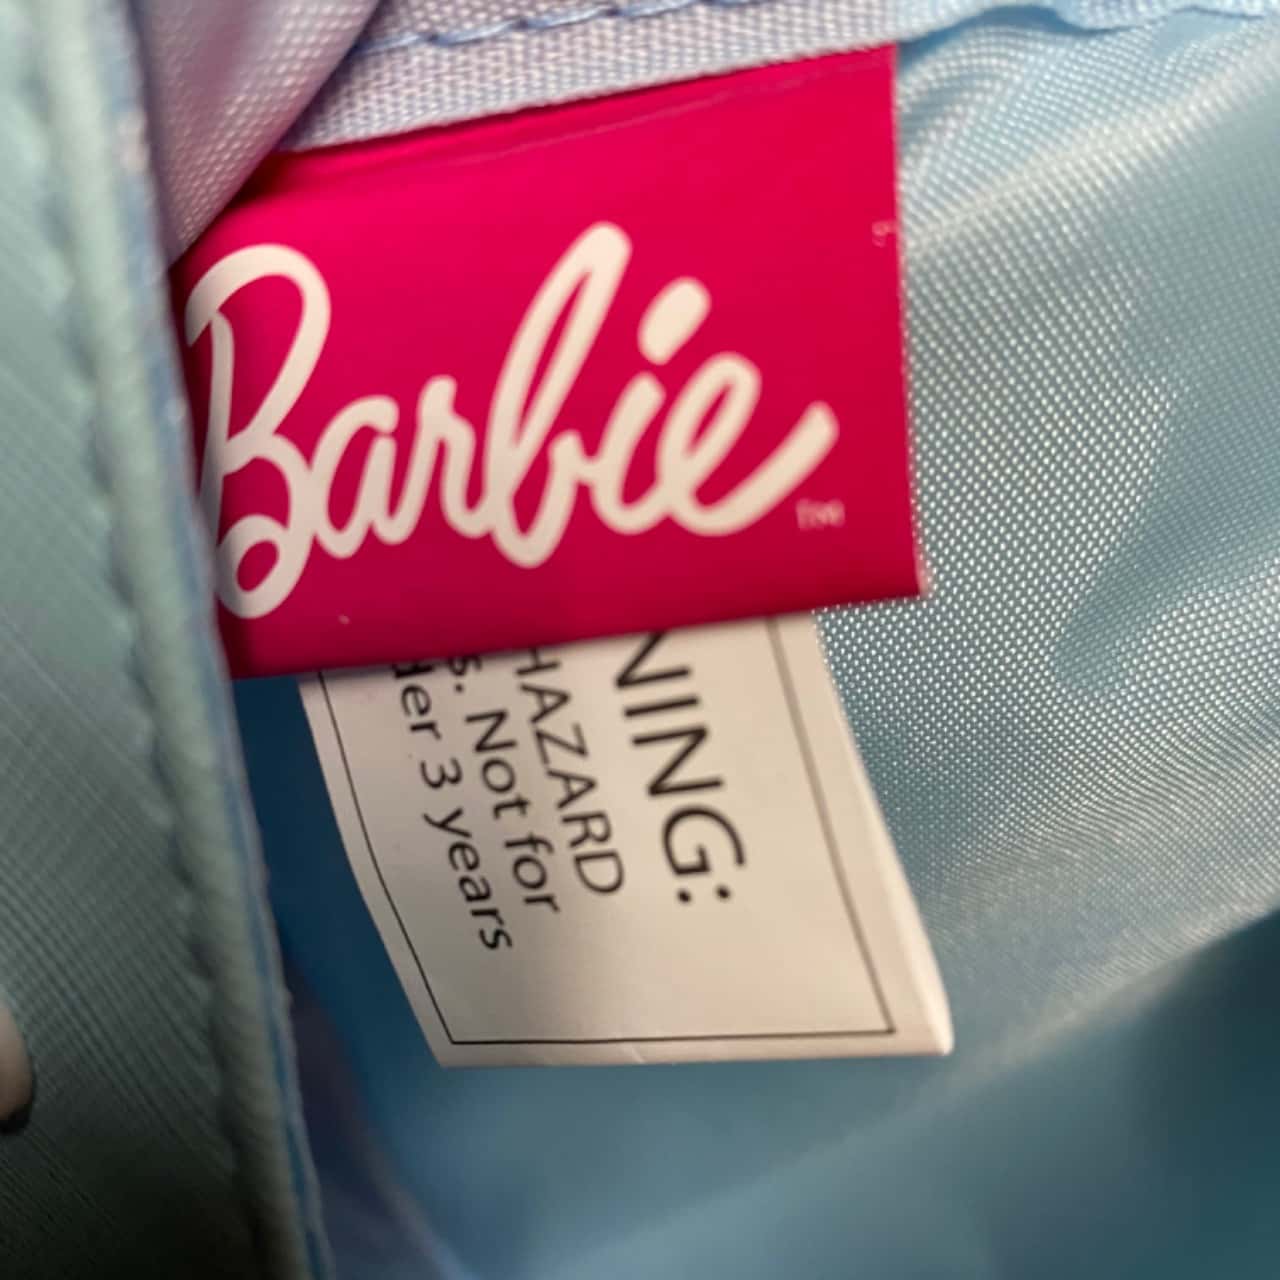 Barbie
TM
NING:
HAZARD
s. Not for
der 3 years